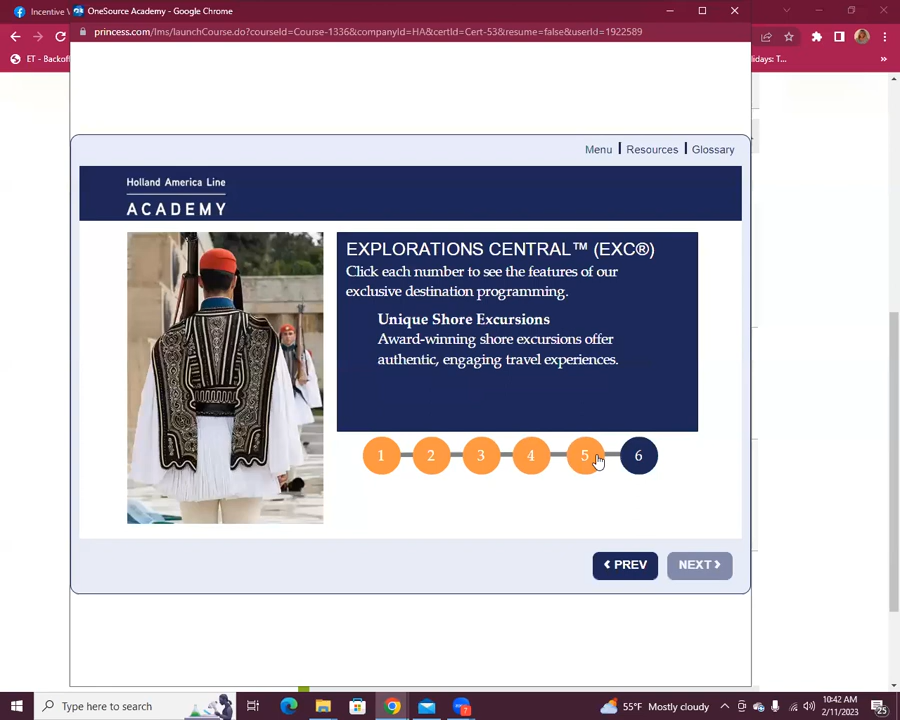 Incentive V
OneSource Academy - Google Chrome
princess.com/lms/launchCourse.do?courseId=Course-1336&companyId=HA&certId=Cert-53&resume=false&userId=1922589
ET - Backoff
lidays: T...
Menu | Resources | Glossary
Holland America Line
ACADEMY
EXPLORATIONS CENTRAL™ (EXC®)
Click each number to see the features of our
exclusive destination programming.
Unique Shore Excursions
Award-winning shore excursions offer
authentic, engaging travel experiences.
1 2 3 4 5 6
PREV NEXT
Type here to search
7
55°F Mostly cloudy
10:42 AM
2/11/2023
25